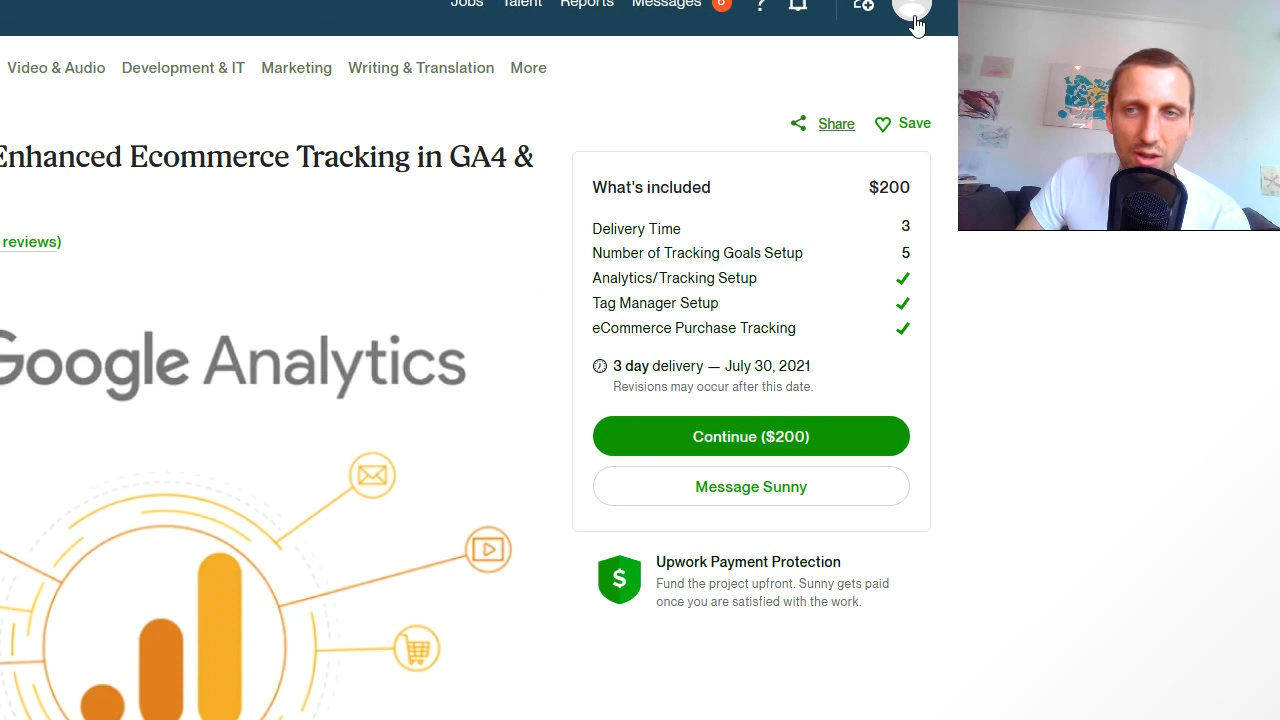 Jobs Talent Reports Messages 6 ?
Video & Audio Development & IT Marketing Writing & Translation More
Share Save
Enhanced Ecommerce Tracking in GA4 &
reviews)
What's included $200
Delivery Time 3
Number of Tracking Goals Setup 5
Analytics/Tracking Setup
Tag Manager Setup
eCommerce Purchase Tracking
3 day delivery — July 30, 2021
Revisions may occur after this date.
Continue ($200)
Message Sunny
Google Analytics
$
Upwork Payment Protection
Fund the project upfront. Sunny gets paid
once you are satisfied with the work.